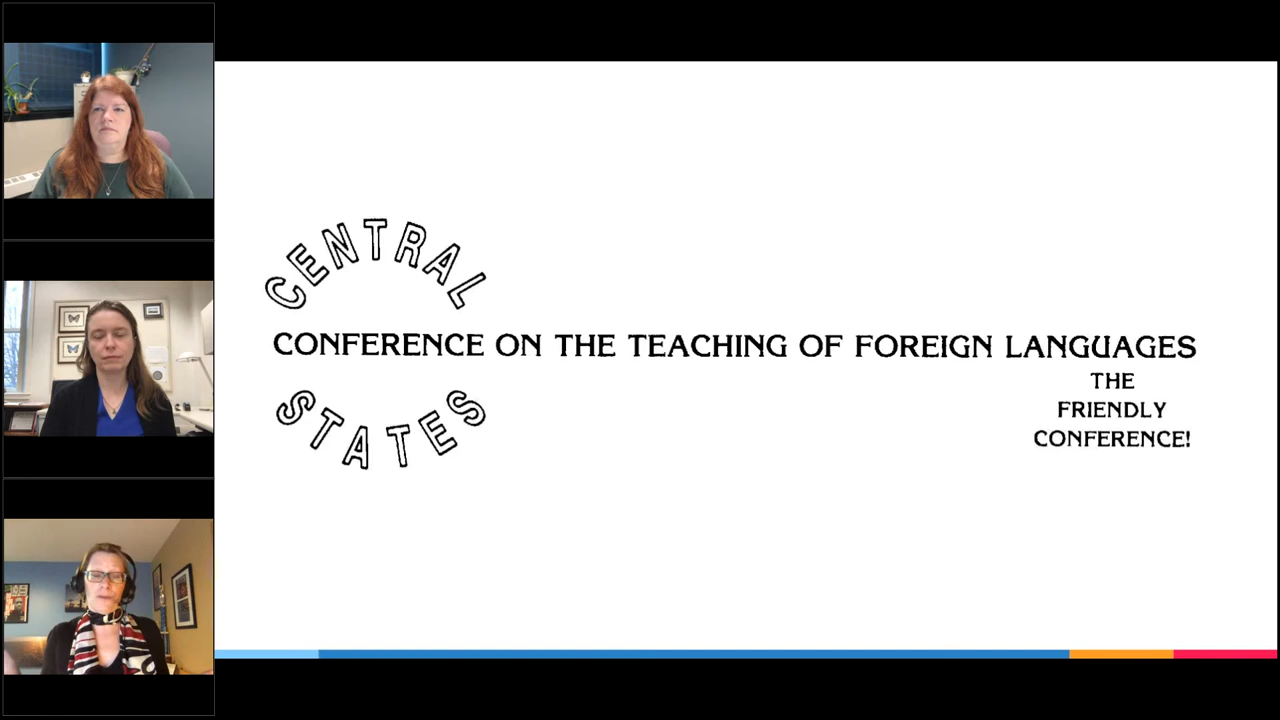 CENTRAL
CONFERENCE ON THE TEACHING OF FOREIGN LANGUAGES
THE
FRIENDLY
CONFERENCE!
STATES